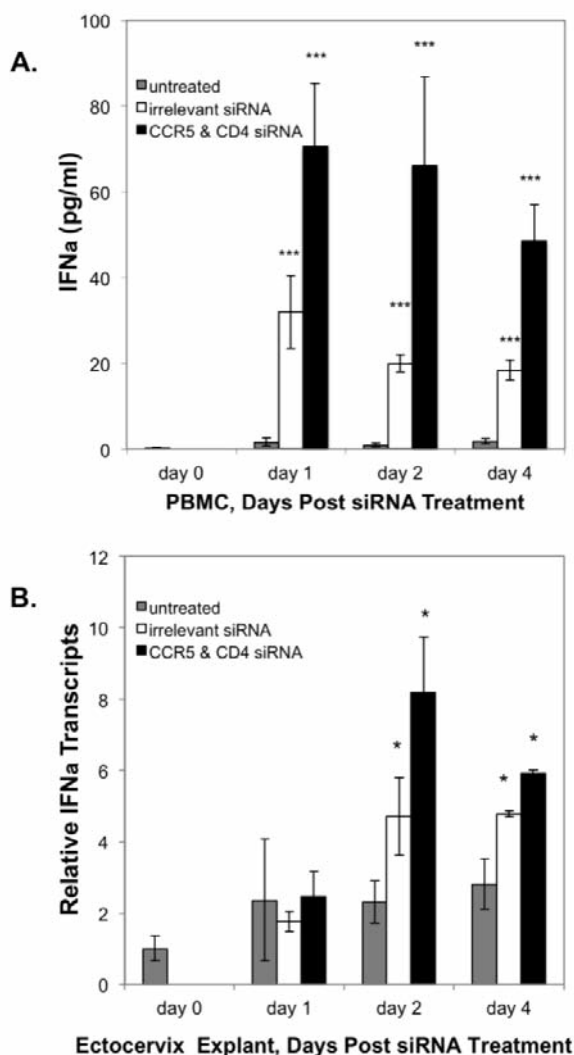 A.
100
80
60
40
20
0
IFNa (pg/ml)
untreated
irrelevant siRNA
CCR5 & CD4 siRNA
***
***
***
***
***
***
day 0 day 1 day 2 day 4
PBMC, Days Post siRNA Treatment
B.
12
10
8
6
4
2
0
Relative IFNa Transcripts
untreated
irrelevant siRNA
CCR5 & CD4 siRNA
*
*
*
*
day 0 day 1 day 2 day 4
Ectocervix Explant, Days Post siRNA Treatment